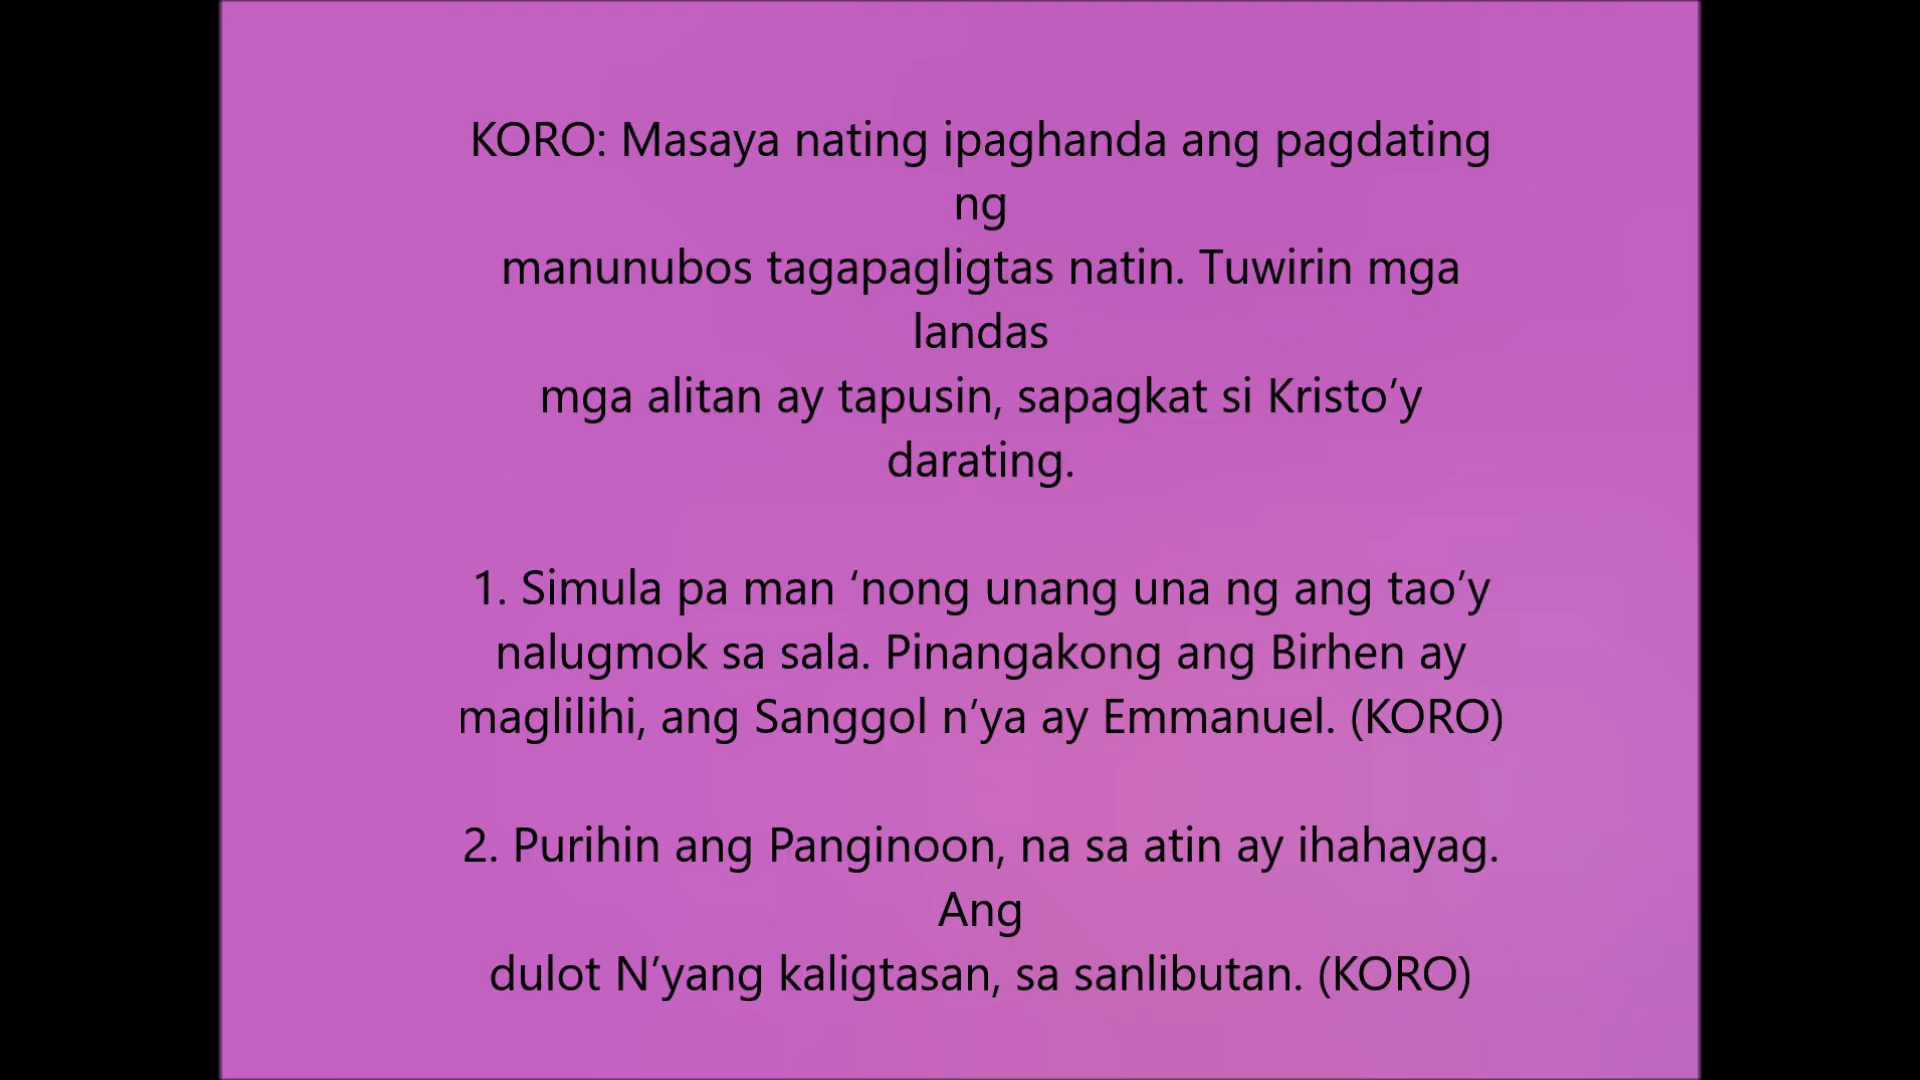 KORO: Masaya nating ipaghanda ang pagdating
ng
manunubos tagapagligtas natin. Tuwirin mga
landas
mga alitan ay tapusin, sapagkat si Kristo’y
darating.
1. Simula pa man ‘nong unang una ng ang tao’y
nalugmok sa sala. Pinangakong ang Birhen ay
maglilihi, ang Sanggol n’ya ay Emmanuel. (KORO)
2. Purihin ang Panginoon, na sa atin ay ihahayag.
Ang
dulot N’yang kaligtasan, sa sanlibutan. (KORO)